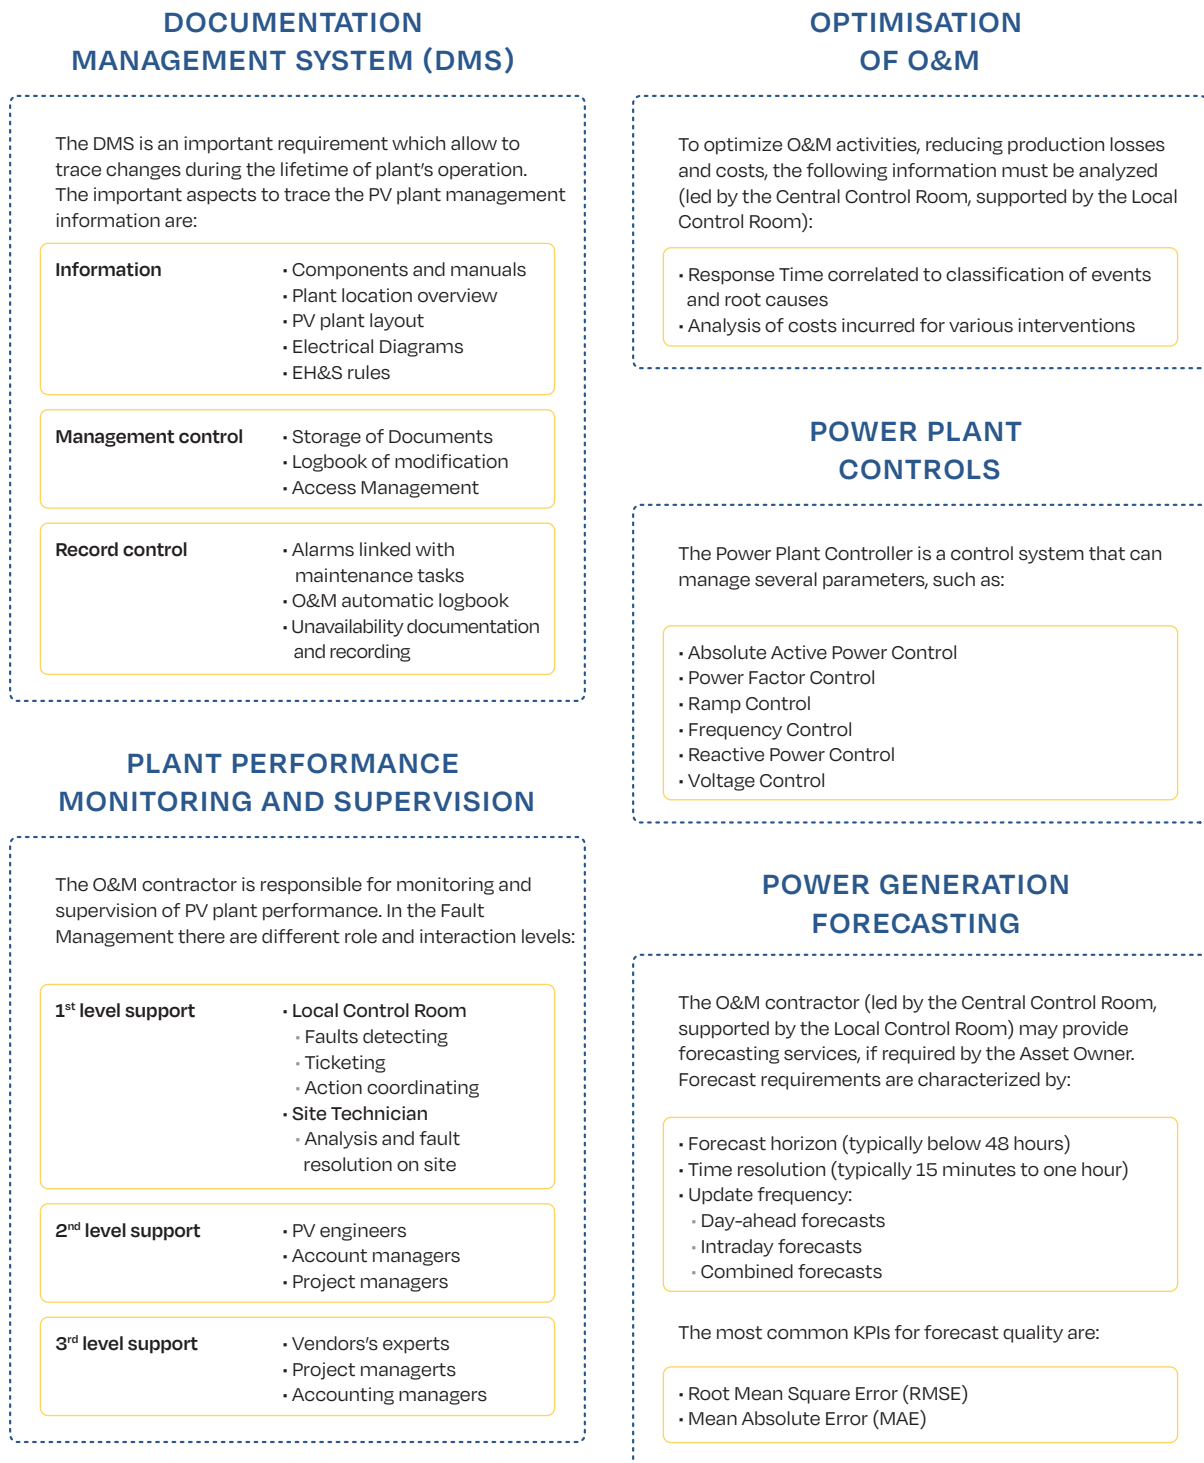 DOCUMENTATION
MANAGEMENT SYSTEM (DMS)
The DMS is an important requirement which allow to
trace changes during the lifetime of plant's operation.
The important aspects to trace the PV plant management
information are:
Information
• Components and manuals
• Plant location overview
• PV plant layout
• Electrical Diagrams
• EH&S rules
Management control
• Storage of Documents
• Logbook of modification
• Access Management
Record control
• Alarms linked with
maintenance tasks
• O&M automatic logbook
• Unavailability documentation
and recording
PLANT PERFORMANCE
MONITORING AND SUPERVISION
The O&M contractor is responsible for monitoring and
supervision of PV plant performance. In the Fault
Management there are different role and interaction levels:
1st level support
• Local Control Room
• Faults detecting
• Ticketing
• Action coordinating
• Site Technician
• Analysis and fault
resolution on site
2nd level support
• PV engineers
• Account managers
• Project managers
3rd level support
• Vendors's experts
• Project managerts
• Accounting managers
OPTIMISATION
OF O&M
To optimize O&M activities, reducing production losses
and costs, the following information must be analyzed
(led by the Central Control Room, supported by the Local
Control Room):
• Response Time correlated to classification of events
and root causes
• Analysis of costs incurred for various interventions
POWER PLANT
CONTROLS
The Power Plant Controller is a control system that can
manage several parameters, such as:
• Absolute Active Power Control
• Power Factor Control
• Ramp Control
• Frequency Control
• Reactive Power Control
• Voltage Control
POWER GENERATION
FORECASTING
The O&M contractor (led by the Central Control Room,
supported by the Local Control Room) may provide
forecasting services, if required by the Asset Owner.
Forecast requirements are characterized by:
• Forecast horizon (typically below 48 hours)
• Time resolution (typically 15 minutes to one hour)
• Update frequency:
• Day-ahead forecasts
• Intraday forecasts
• Combined forecasts
The most common KPIs for forecast quality are:
• Root Mean Square Error (RMSE)
• Mean Absolute Error (MAE)